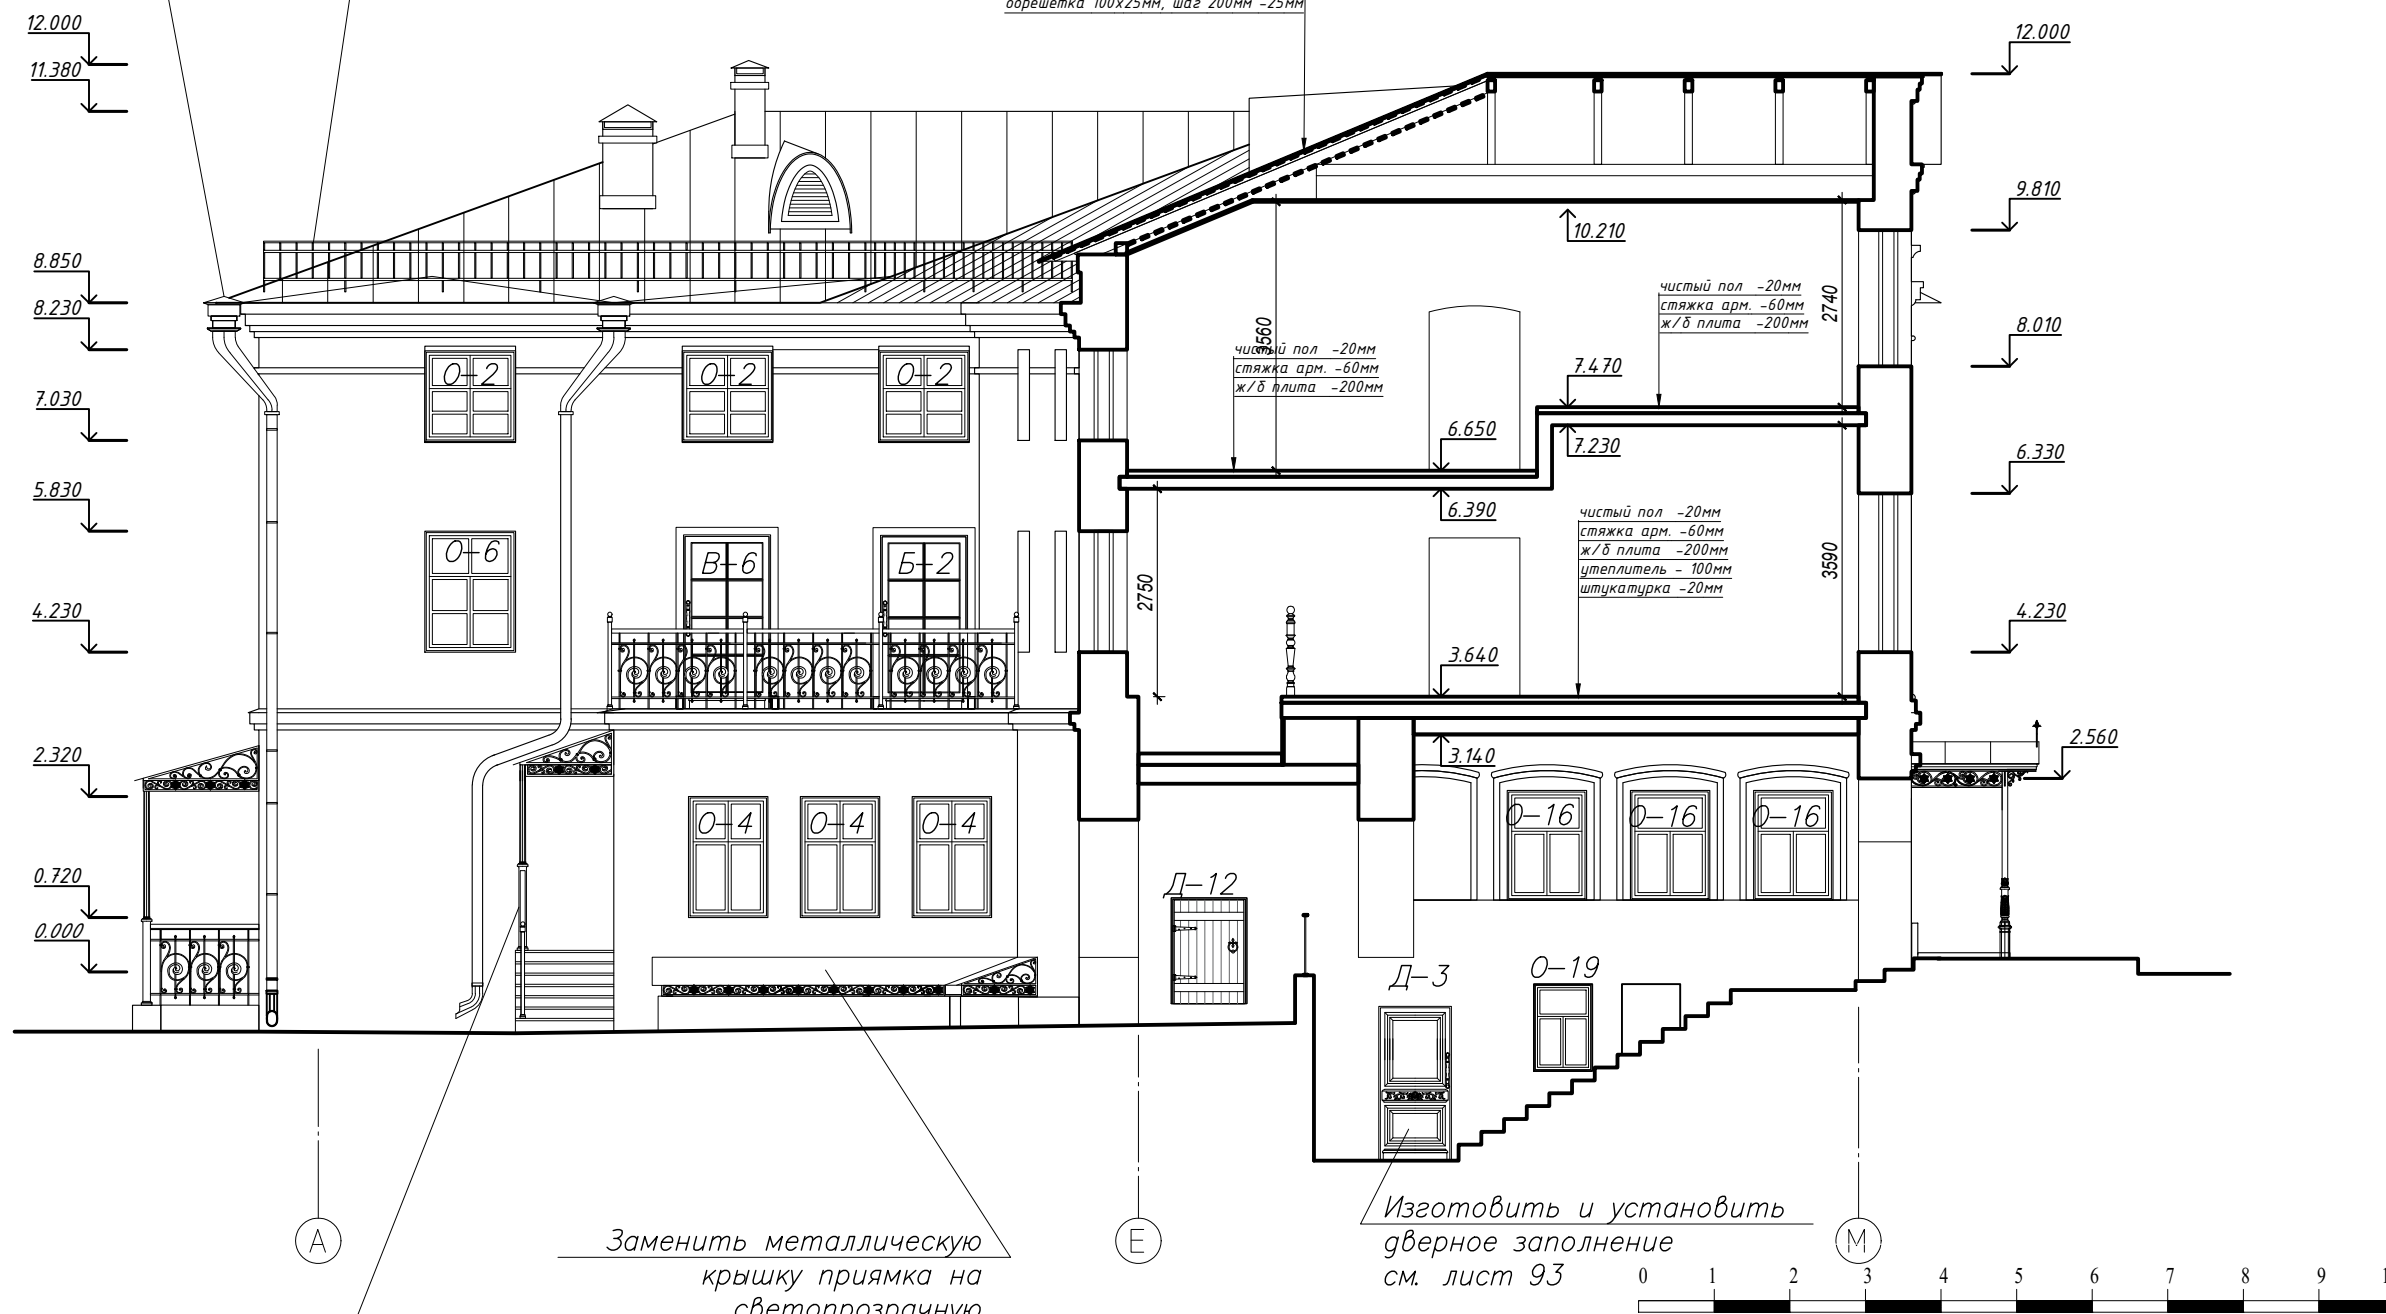 обрешетка 100х25мм, шаг 200мм -25мм
12.000
11.380
8.850
8.230
7.030
5.830
4.230
2.320
0.720
0.000
12.000
9.810
8.010
6.330
4.230
2.560
10.210
чистый пол -20мм
стяжка арм. -60мм
ж/б плита -200мм
2740
3560
чистый пол -20мм
стяжка арм. -60мм
ж/б плита -200мм
7.470
7.230
6.650
6.390
чистый пол -20мм
стяжка арм. -60мм
ж/б плита -200мм
утеплитель - 100мм
штукатурка -20мм
3590
2750
3.640
3.140
О-2 О-2 О-2
О-6 В-6 Б-2
О-4 О-4 О-4
О-16 О-16 О-16
Д-12
Д-3
О-19
А Е М
Заменить металлическую
крышку приямка на
светопрозрачную
Изготовить и установить
дверное заполнение
см. лист 93
0 1 2 3 4 5 6 7 8 9 1